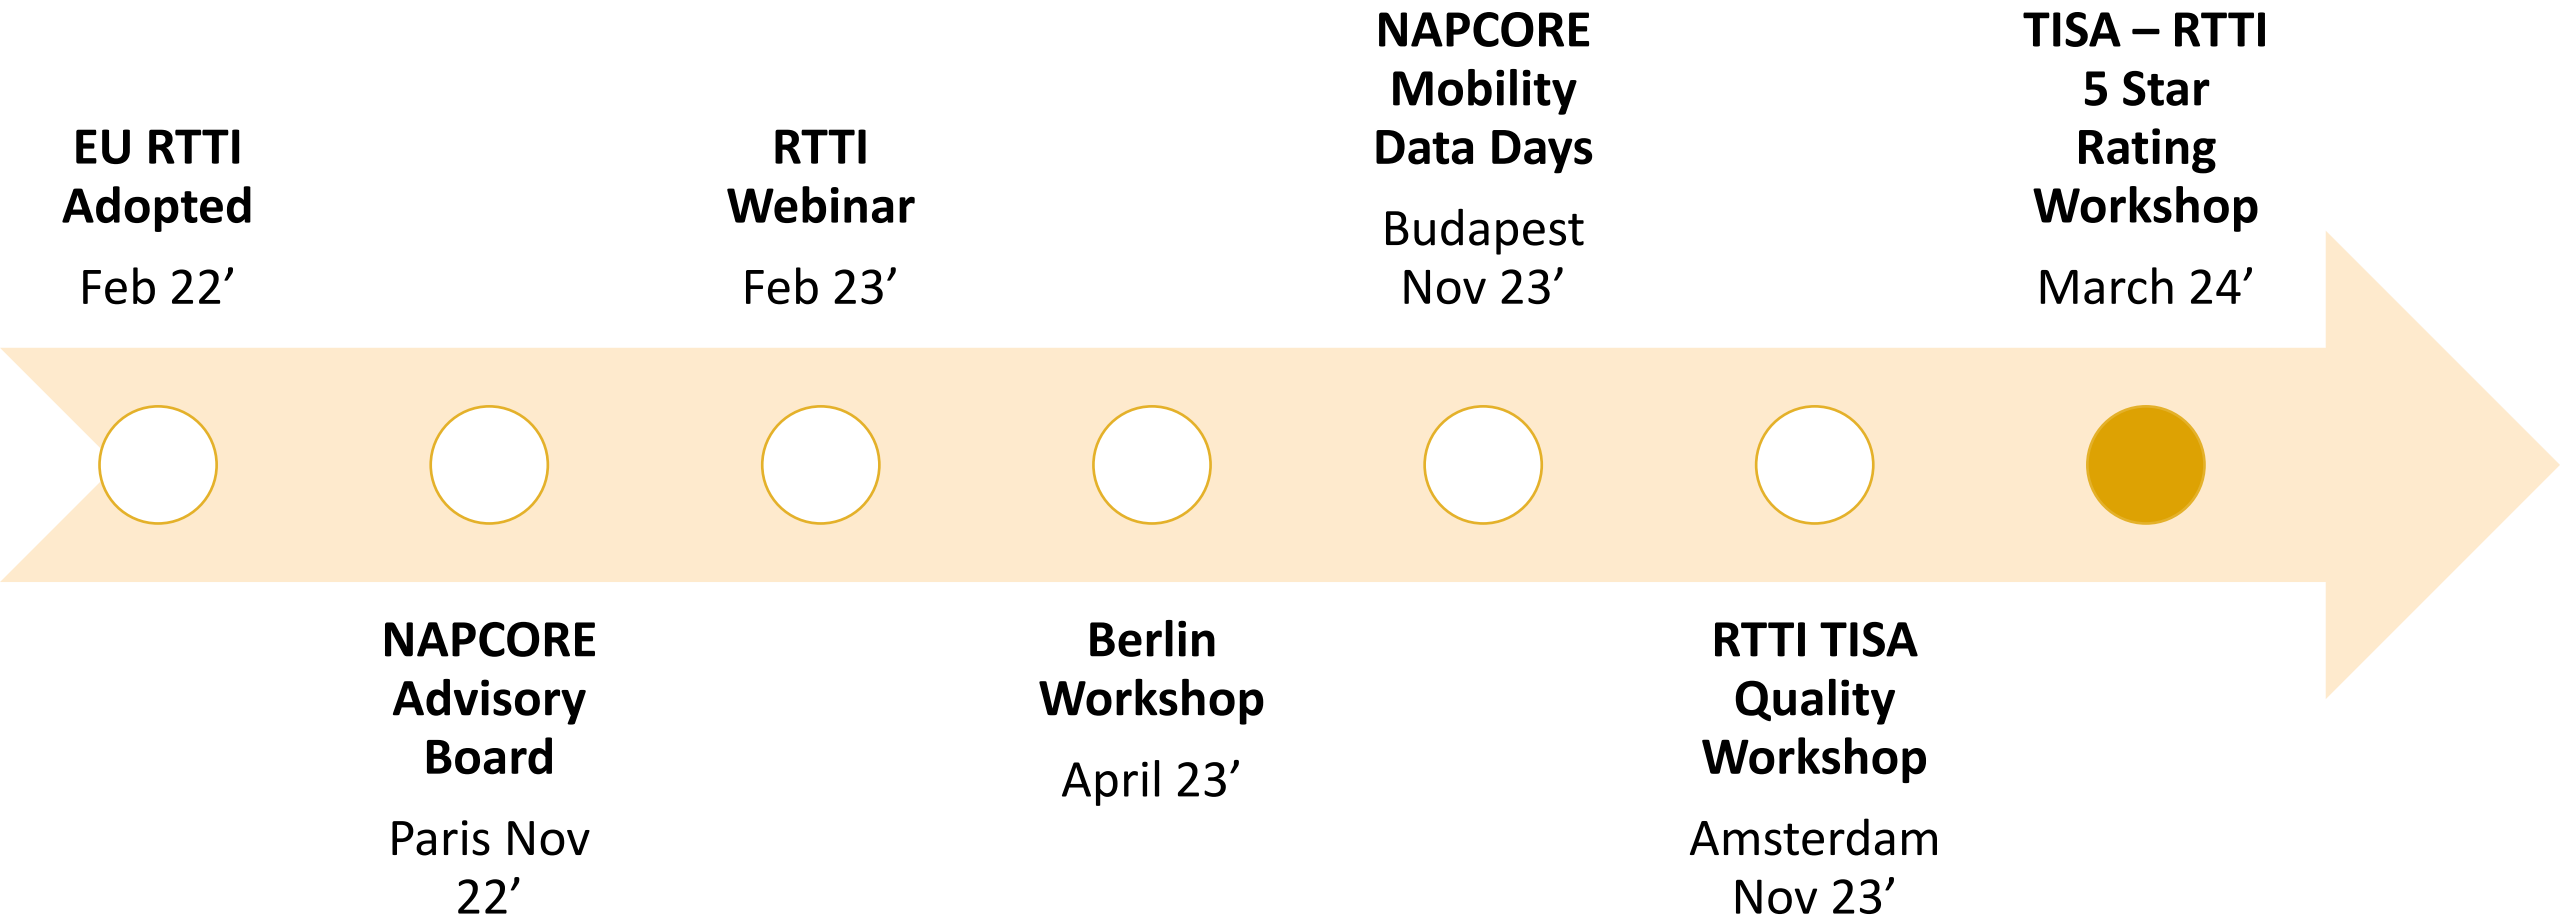 EU RTTI
Adopted
Feb 22’
NAPCORE
Advisory
Board
Paris Nov
22’
RTTI
Webinar
Feb 23’
Berlin
Workshop
April 23’
NAPCORE
Mobility
Data Days
Budapest
Nov 23’
RTTI TISA
Quality
Workshop
Amsterdam
Nov 23’
TISA – RTTI
5 Star
Rating
Workshop
March 24’